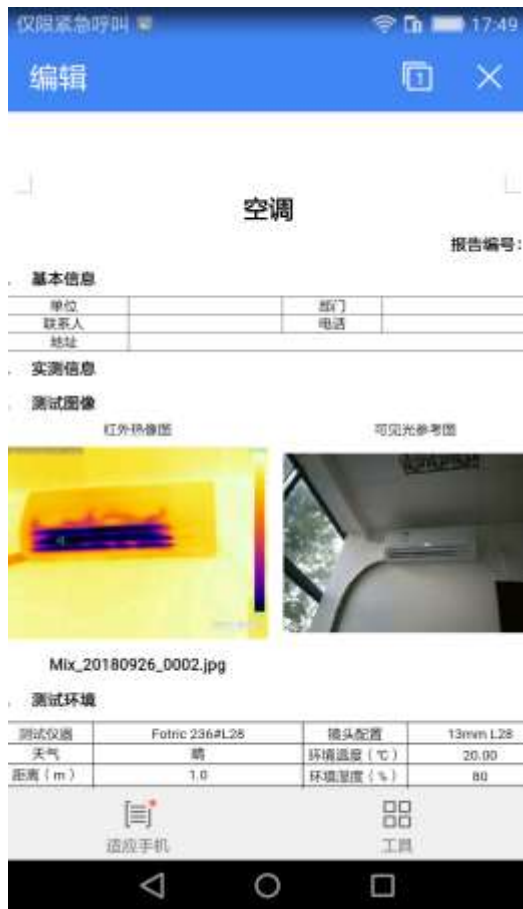 仅限紧急呼叫 17:49
编辑 1
空调
报告编号:
基本信息
单位 部门
联系人 电话
地址
实测信息
测试图像
红外热像图 可见光参考图
Mix_20180926_0002.jpg
测试环境
测试仪器 Fotric 236#L28 镜头配置 13mm L28
天气 晴 环境温度(℃) 20.00
距离(m) 1.0 环境湿度(%) 80
适应手机 工具